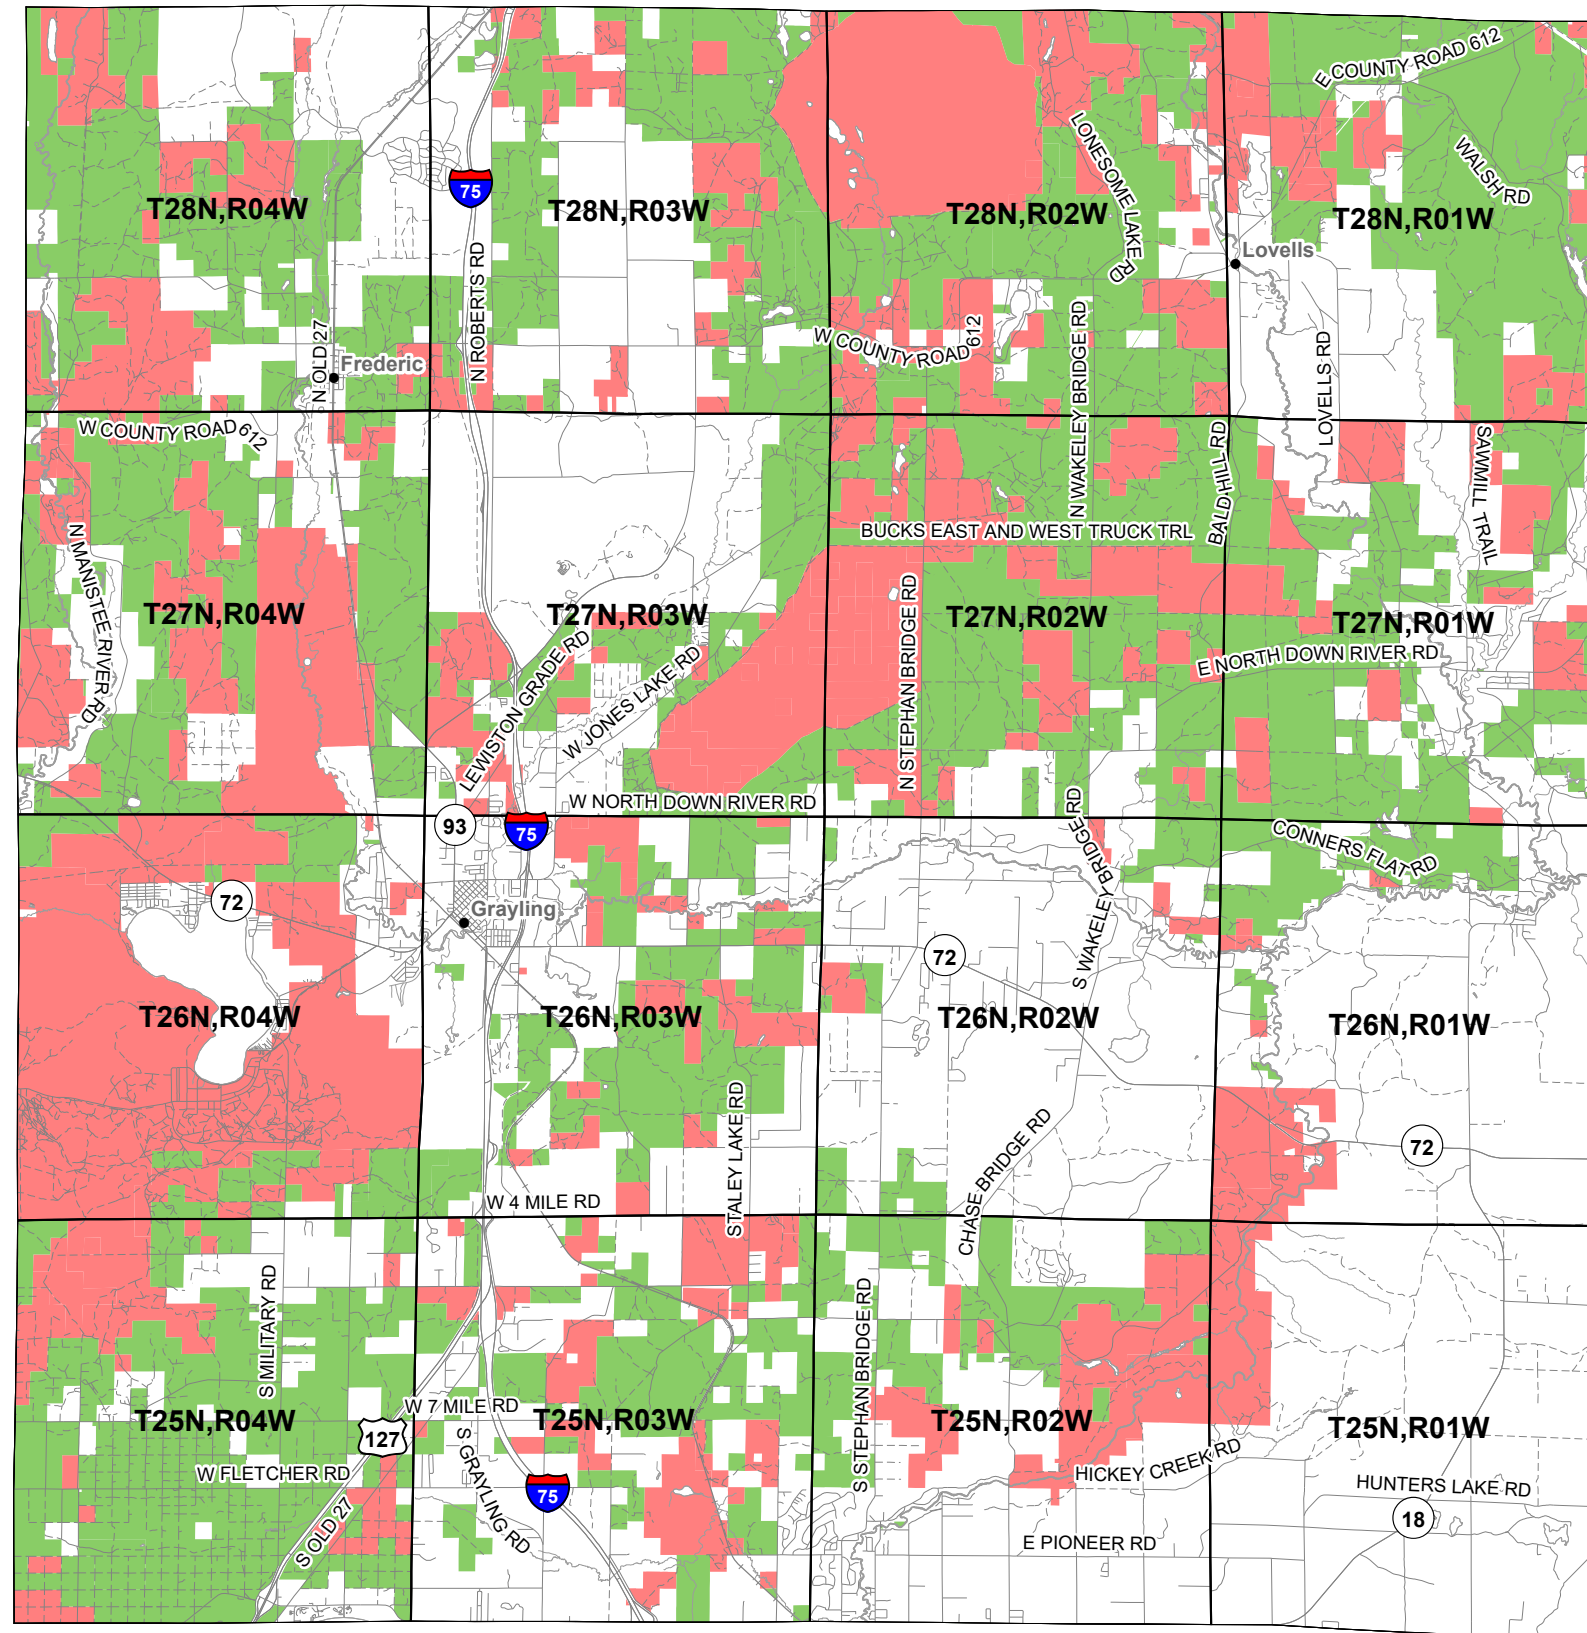 E COUNTY ROAD 612
75
LONESOME LAKE RD
WALSH RD
T28N,R04W
T28N,R03W
T28N,R02W
T28N,R01W
Lovells
N ROBERTS RD
N OLD 27
Frederic
W COUNTY ROAD 612
N WAKELEY BRIDGE RD
LOVELLS RD
W COUNTY ROAD 612
BALD HILL RD
SAWMILL TRAIL
BUCKS EAST AND WEST TRUCK TRL
N MANISTEE RIVER RD
T27N,R04W
T27N,R03W
T27N,R02W
T27N,R01W
N STEPHAN BRIDGE RD
E NORTH DOWN RIVER RD
LEWISTON GRADE RD
W JONES LAKE RD
W NORTH DOWN RIVER RD
93
75
S WAKELEY BRIDGE RD
CONNERS FLAT RD
72
Grayling
72
T26N,R04W
T26N,R03W
T26N,R02W
T26N,R01W
STALEY LAKE RD
CHASE BRIDGE RD
72
W 4 MILE RD
S MILITARY RD
S STEPHAN BRIDGE RD
W 7 MILE RD
T25N,R04W
T25N,R03W
T25N,R02W
T25N,R01W
127
S GRAYLING RD
W FLETCHER RD
HICKEY CREEK RD
HUNTERS LAKE RD
75
18
S OLD 27
E PIONEER RD